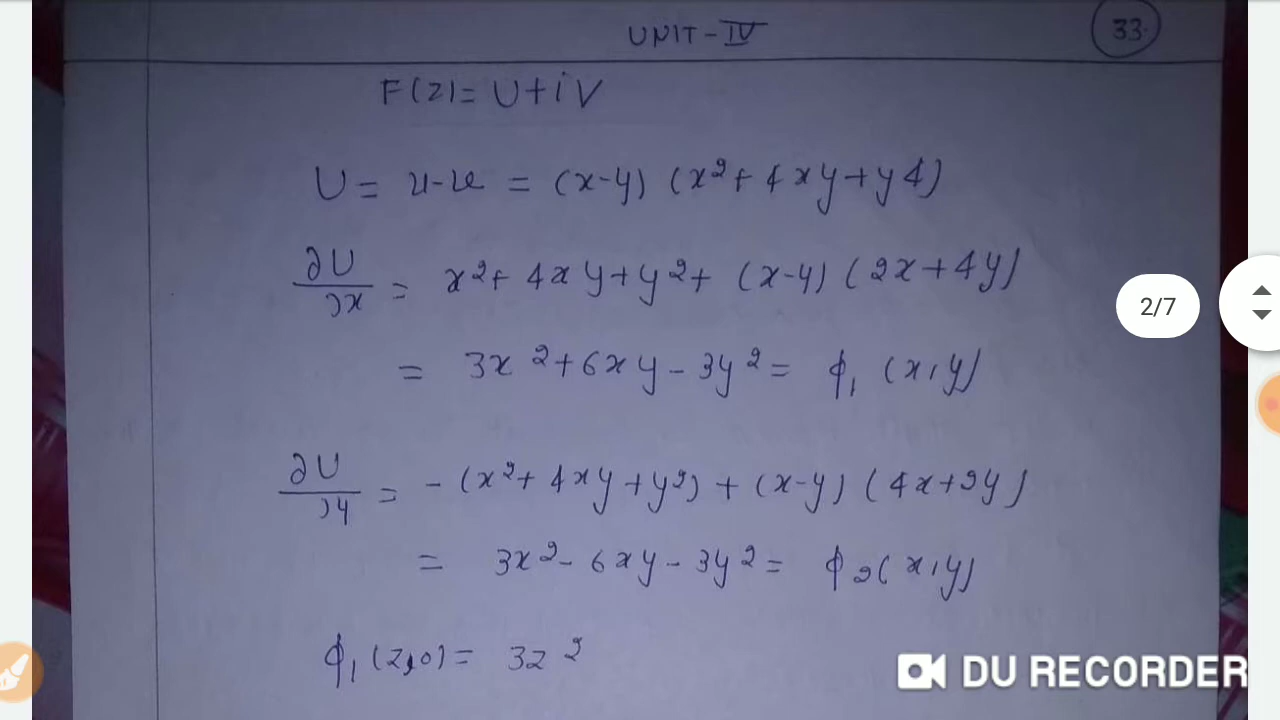 UNIT-IV
33.
F(z)= U+iV
U = u-v = (x-y) (x²+4xy+y4)
∂U/∂x = x²+4xy+y²+ (x-y) (2x+4y)
= 3x²+6xy-3y²= φ₁ (x,y)
2/7
∂U/∂y = -(x²+4xy+y²)+(x-y) (4x+2y)
= 3x²-6xy-3y²= φ₂(x,y)
φ₁(z,0)= 3z²
DU RECORDER